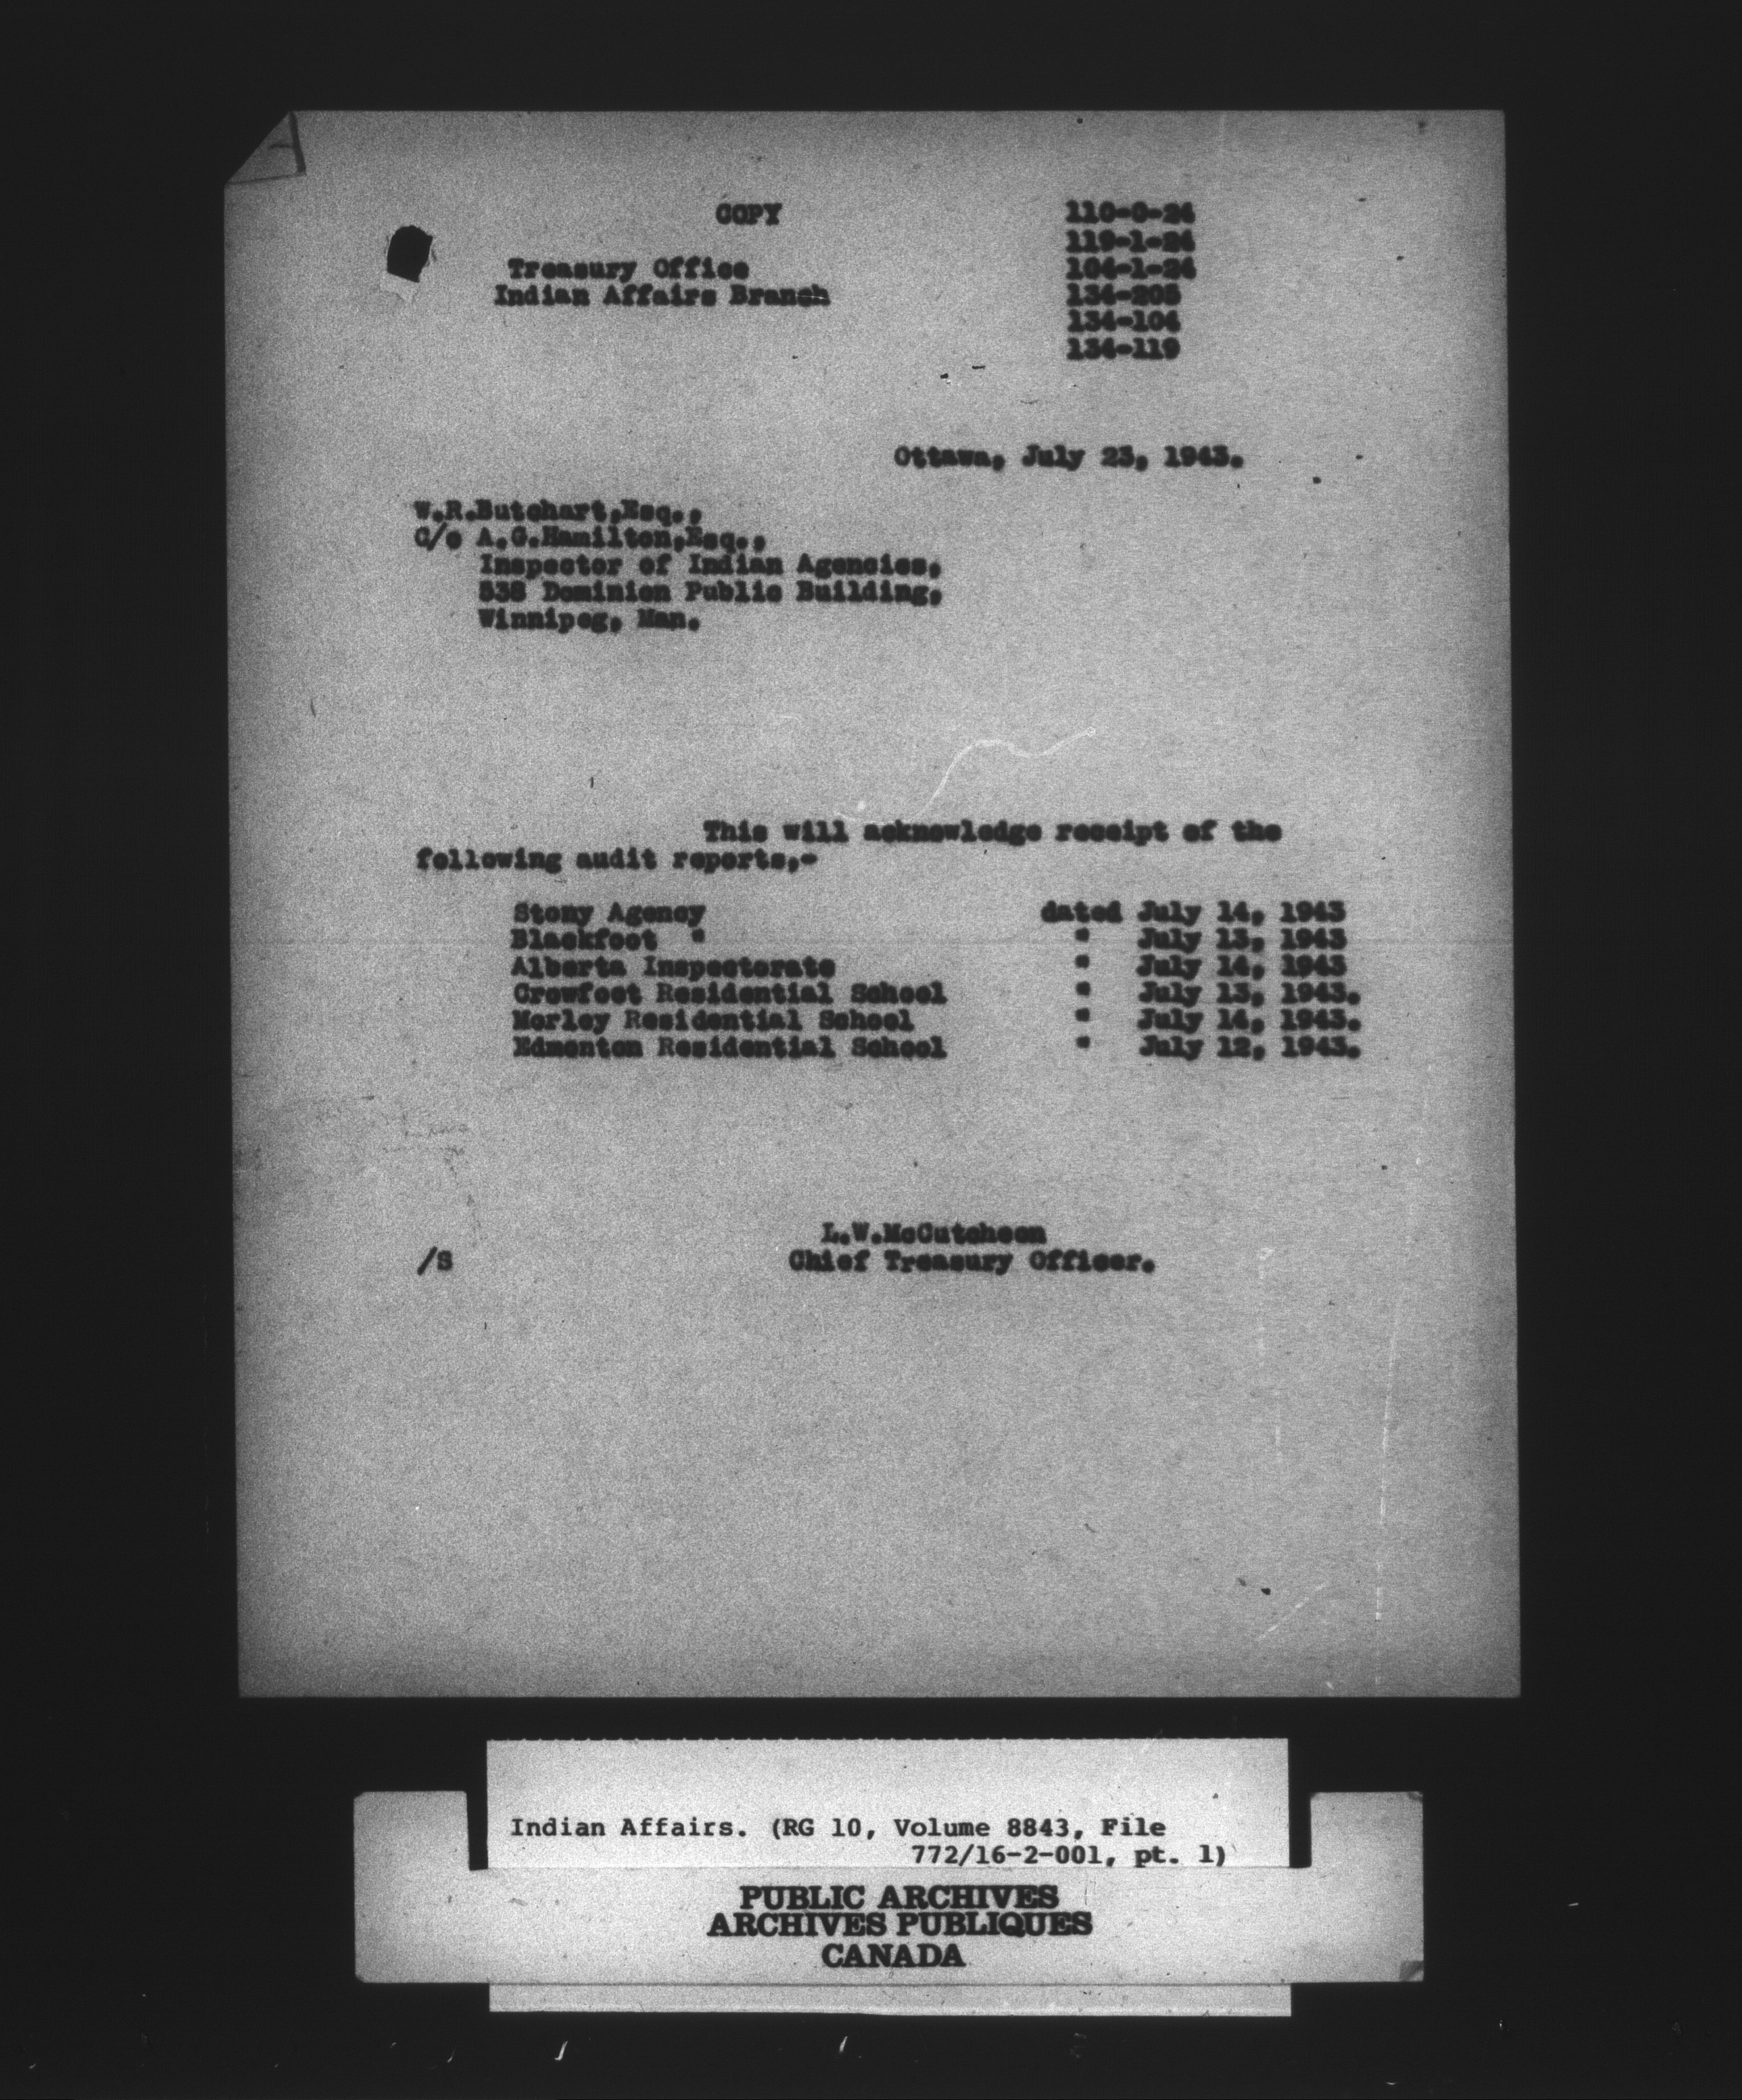 COPY
110-0-24
119-1-24
104-1-24
134-205
134-104
134-119
Treasury Office
Indian Affairs Branch
Ottawa, July 23, 1943.
W.R.Butchart,Esq.,
C/o A.G.Hamilton,Esq.,
Inspector of Indian Agencies,
538 Dominion Public Building,
Winnipeg, Man.
This will acknowledge receipt of the
following audit reports,-
Stony Agency dated July 14, 1943
Blackfoot " " July 13, 1943
Alberta Inspectorate " July 14, 1943
Crowfoot Residential School " July 13, 1943.
Morley Residential School " July 14, 1943.
Edmonton Residential School " July 12, 1943.
L.W.McCutcheon
/S Chief Treasury Officer.
Indian Affairs. (RG 10, Volume 8843, File
772/16-2-001, pt. 1)
PUBLIC ARCHIVES
ARCHIVES PUBLIQUES
CANADA